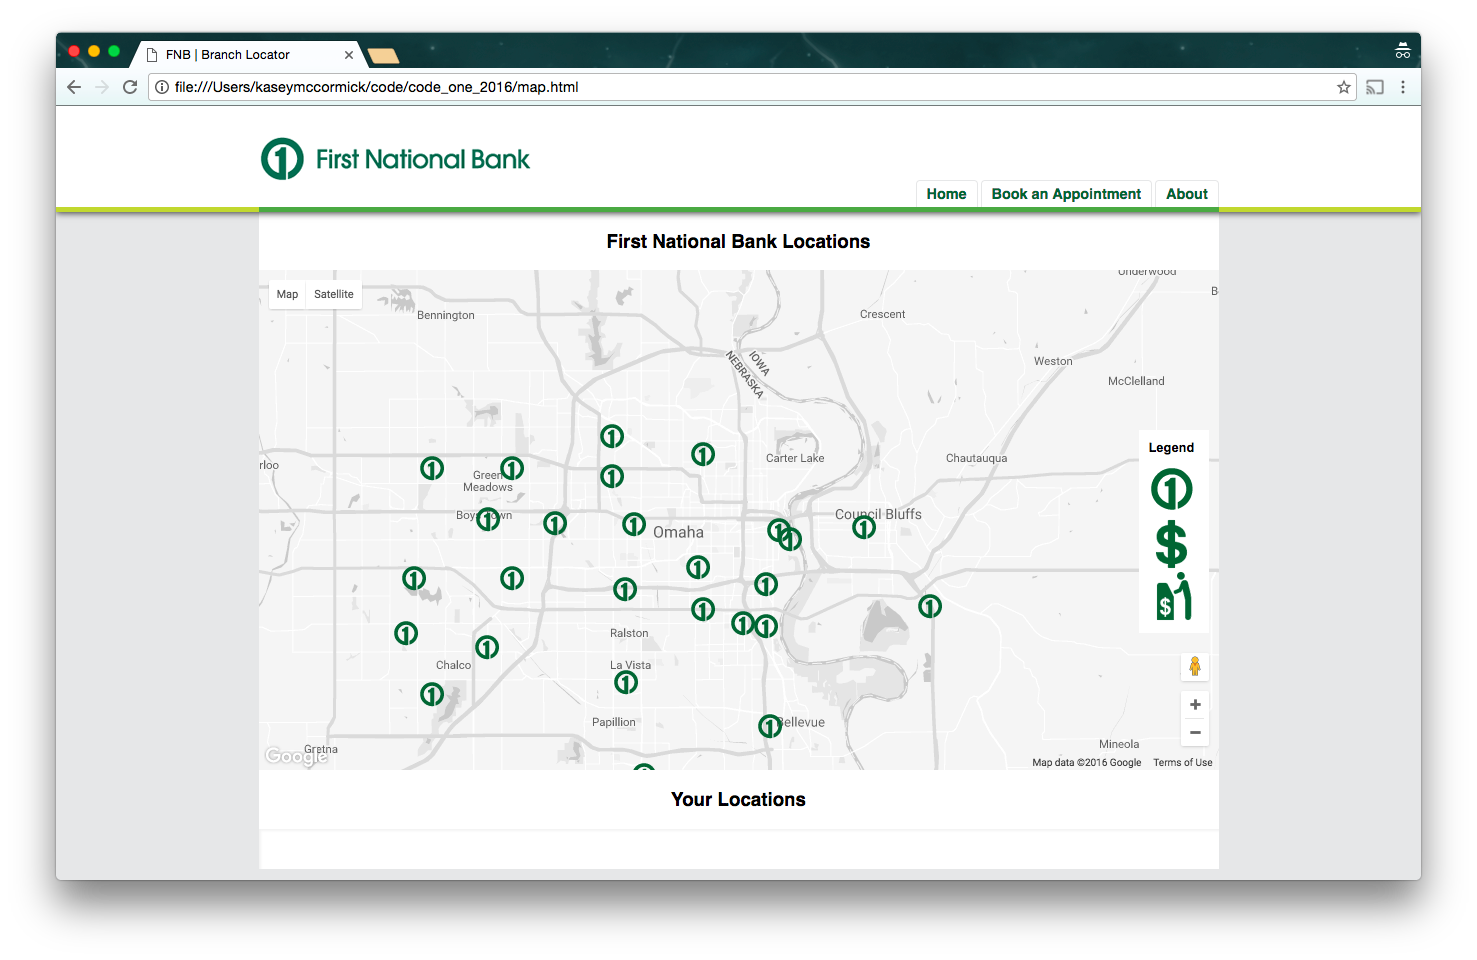 FNB | Branch Locator
file:///Users/kaseymccormick/code/code_one_2016/map.html
First National Bank
Home Book an Appointment About
First National Bank Locations
Underwood
Map Satellite
B
Bennington
Crescent
IOWA
NEBRASKA
Weston
McClelland
Legend
Carter Lake
Chautauqua
rloo
Green
Meadows
Boys Town
Council Bluffs
Omaha
$
$
Ralston
Chalco
La Vista
Papillion
Bellevue
Mineola
Gretna
Google
Map data ©2016 Google Terms of Use
Your Locations